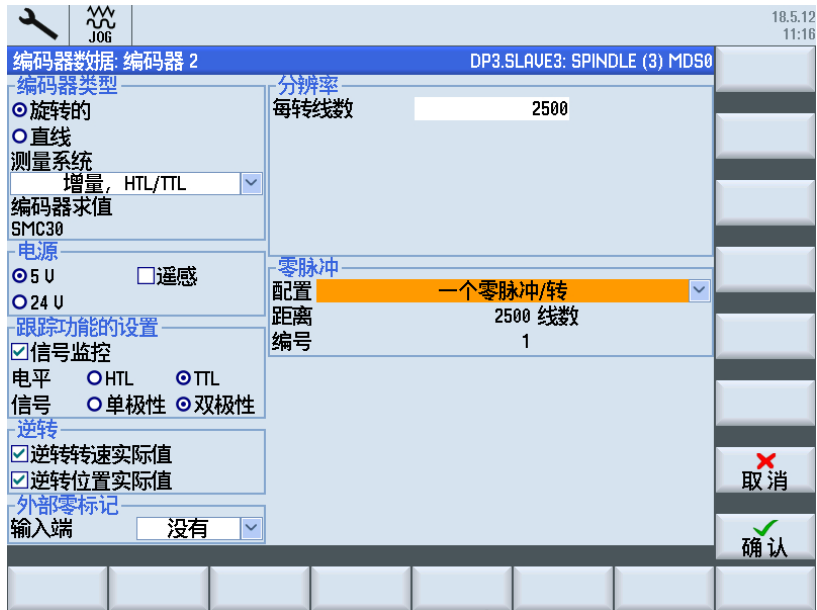 JOG
18.5.12
11:16
编码器数据: 编码器 2
DP3.SLAVE3: SPINDLE (3) MDS0
编码器类型
旋转的
直线
测量系统
增量, HTL/TTL
编码器求值
SMC30
电源
5 V
遥感
24 V
跟踪功能的设置
信号监控
电平
HTL
TTL
信号
单极性
双极性
逆转
逆转转速实际值
逆转位置实际值
外部零标记
输入端
没有
分辨率
每转线数
2500
零脉冲
配置
一个零脉冲/转
距离
2500 线数
编号
1
取消
确认